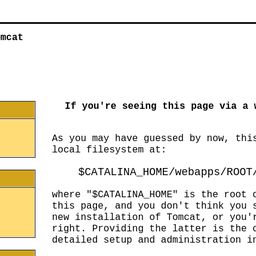 mcat
If you're seeing this page via a
As you may have guessed by now, this
local filesystem at:
$CATALINA_HOME/webapps/ROOT/
where "$CATALINA_HOME" is the root
this page, and you don't think you
new installation of Tomcat, or you'r
right. Providing the latter is the
detailed setup and administration in